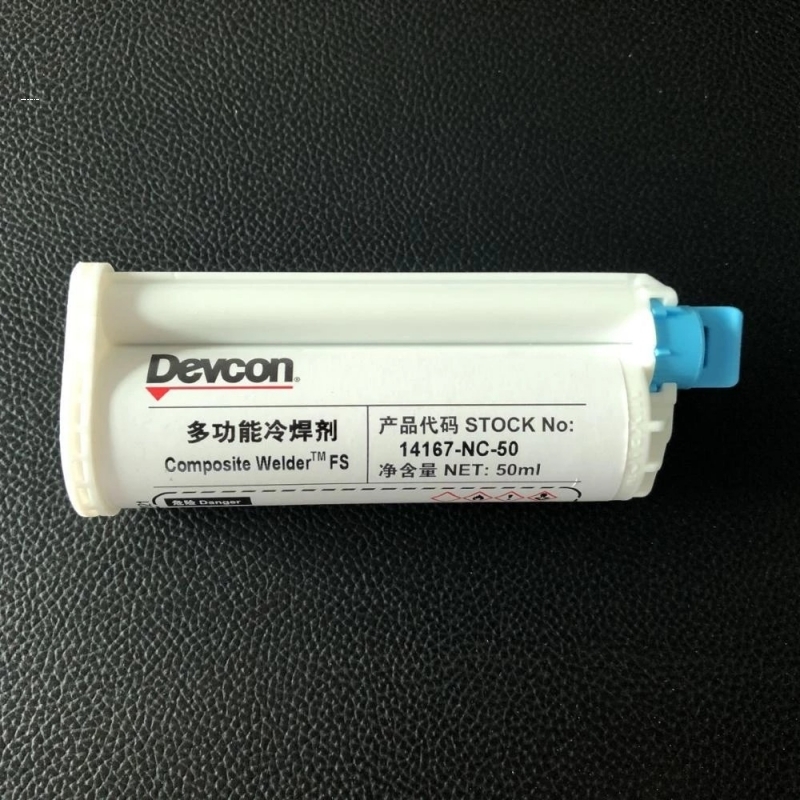 Devcon®
多功能冷焊剂
Composite Welder™ FS
产品代码 STOCK No:
14167-NC-50
净含量 NET: 50ml
危险 Danger